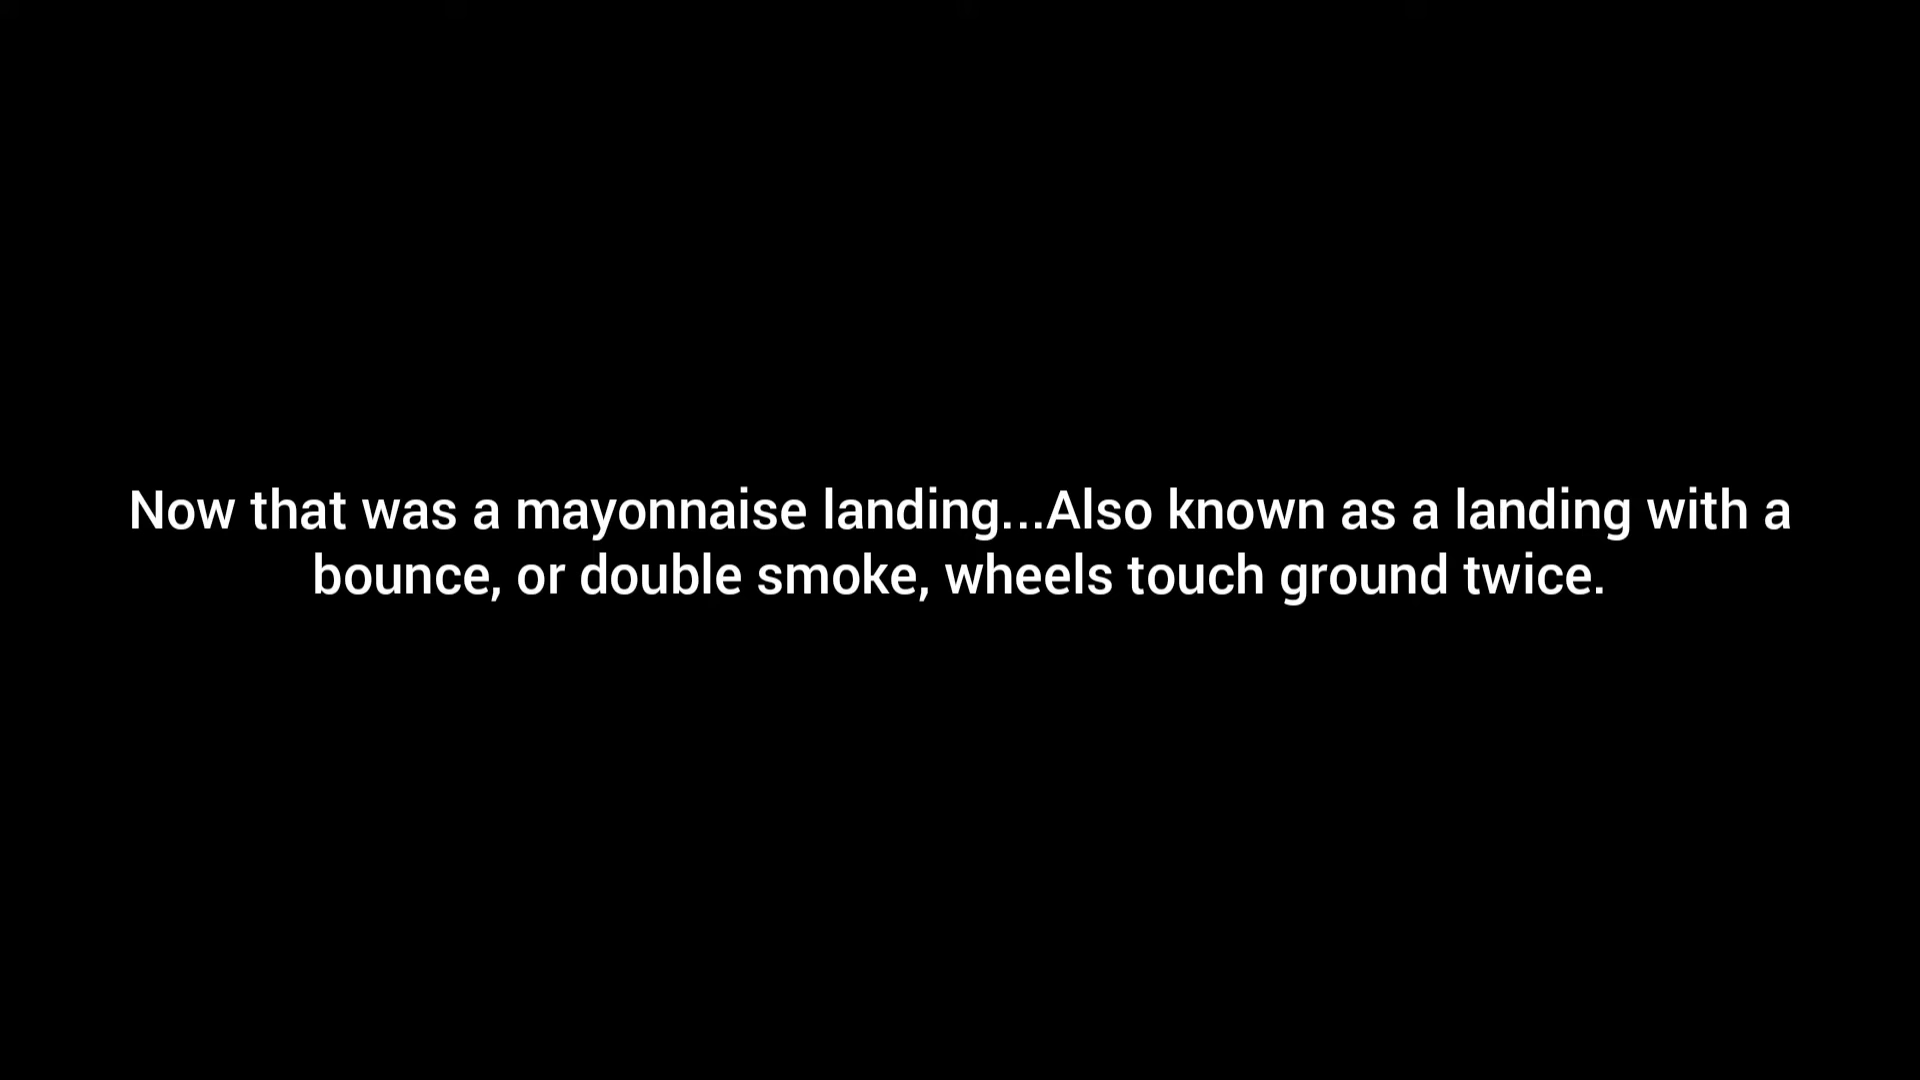 Now that was a mayonnaise landing...Also known as a landing with a
bounce, or double smoke, wheels touch ground twice.